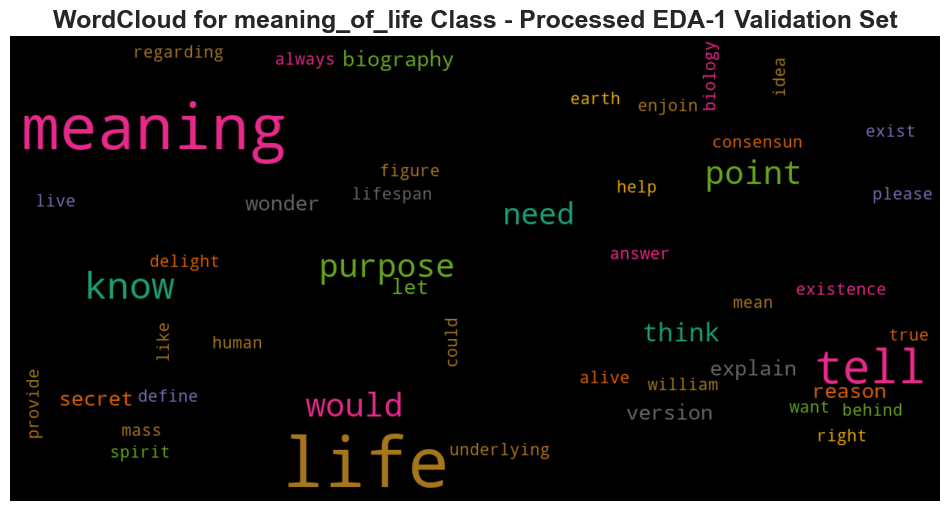 WordCloud for meaning_of_life Class - Processed EDA-1 Validation Set
regarding
always
biography
biology
idea
earth
enjoin
meaning
exist
consensun
figure
point
help
please
live
wonder
lifespan
need
purpose
answer
delight
know
let
existence
mean
like
human
could
think
true
tell
explain
alive
william
reason
provide
secret
define
would
version
want
behind
mass
right
spirit
life
underlying